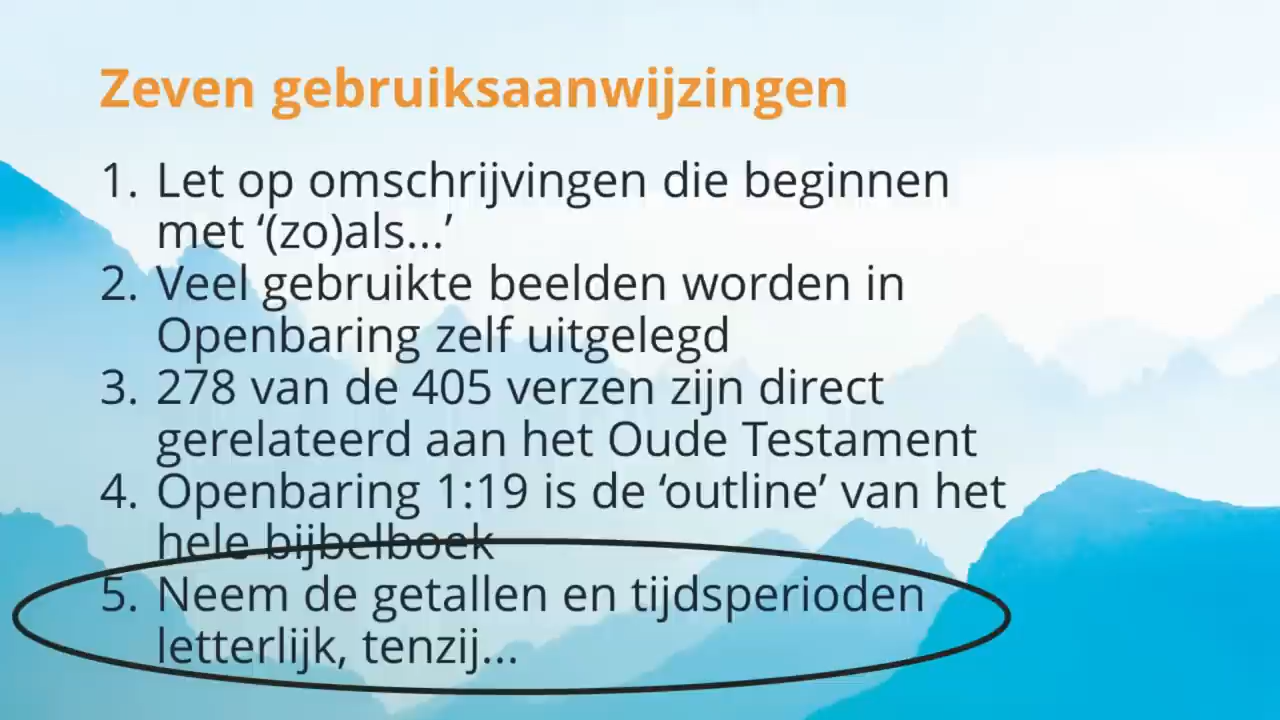 Zeven gebruiksaanwijzingen
1. Let op omschrijvingen die beginnen
met ‘(zo)als...’
2. Veel gebruikte beelden worden in
Openbaring zelf uitgelegd
3. 278 van de 405 verzen zijn direct
gerelateerd aan het Oude Testament
4. Openbaring 1:19 is de ‘outline’ van het
hele bijbelboek
5. Neem de getallen en tijdsperioden
letterlijk, tenzij...